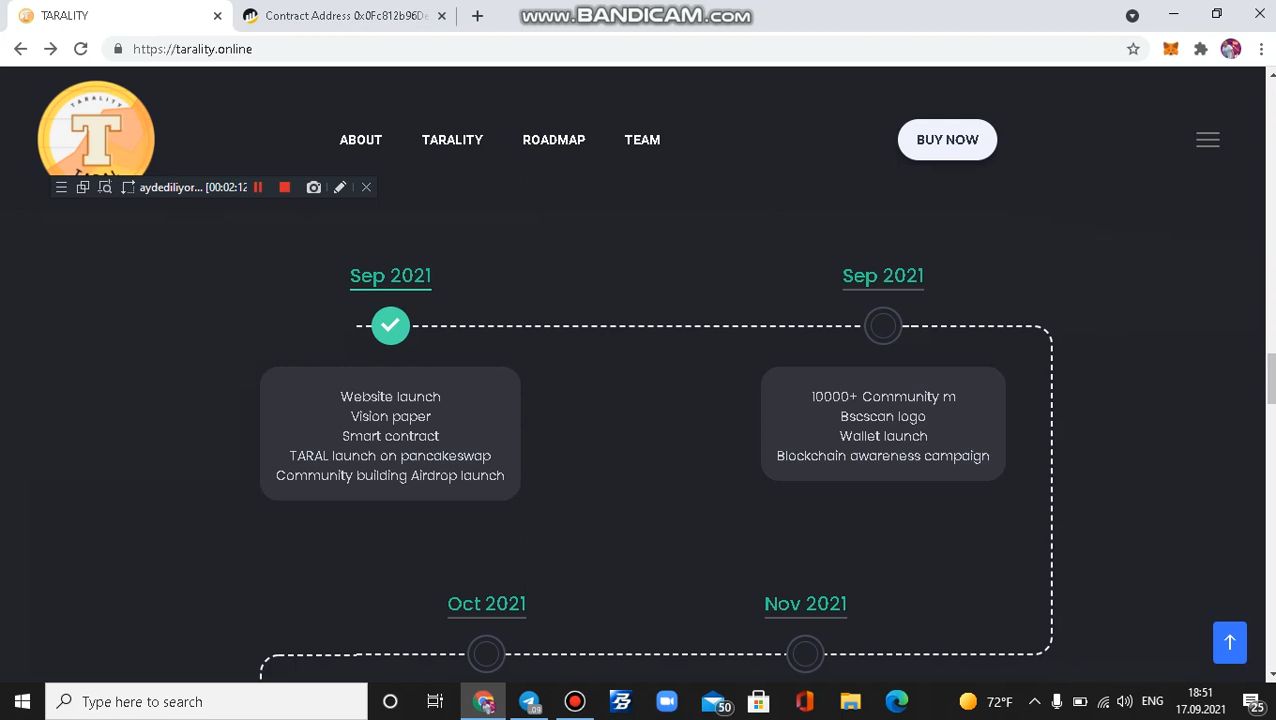 TARALITY
Contract Address 0x0Fc812b96De
www.BANDICAM.com
https://tarality.online
TARALITY
T
ABOUT
TARALITY
ROADMAP
TEAM
BUY NOW
aydediliyor... [00:02:12
Sep 2021
Sep 2021
Website launch
Vision paper
Smart contract
TARAL launch on pancakeswap
Community building Airdrop launch
10000+ Community m
Bscscan logo
Wallet launch
Blockchain awareness campaign
Oct 2021
Nov 2021
Type here to search
09
50
72°F
ENG
18:51
17.09.2021
25